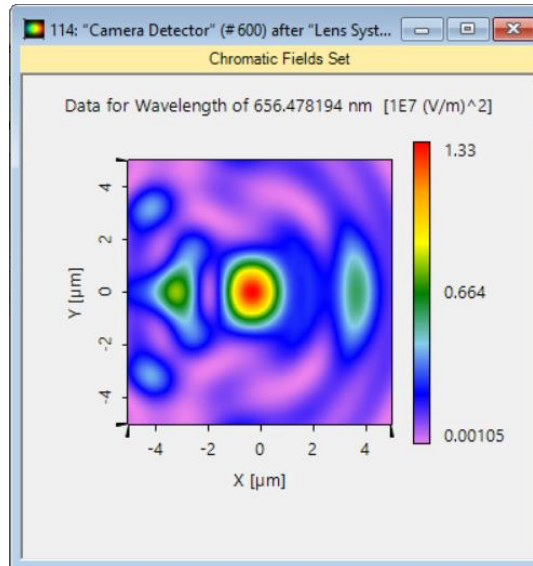 114: "Camera Detector" (# 600) after "Lens Syst...
Chromatic Fields Set
Data for Wavelength of 656.478194 nm [1E7 (V/m)^2]
1.33
0.664
0.00105
4
2
0
-2
-4
Y [µm]
-4 -2 0 2 4
X [µm]